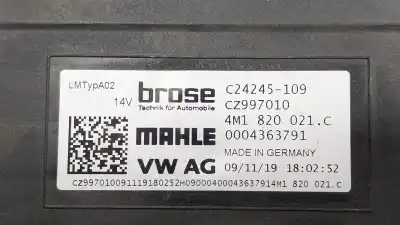 LMTypA02
14V
brose
Technik für Automobile
C24245-109
CZ997010
4M1 820 021.C
MAHLE
0004363791
VW AG
MADE IN GERMANY
09/11/19 18:02:52
CZ997010091119180252H09000400043637914M1 820 021.C